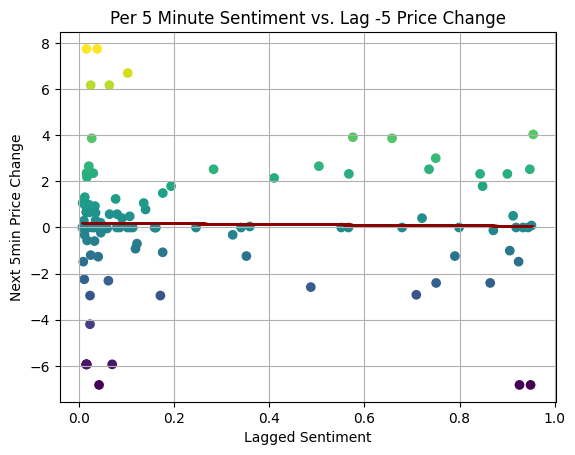 Per 5 Minute Sentiment vs. Lag -5 Price Change
8
6
4
2
0
−2
−4
−6
Next 5min Price Change
0.0 0.2 0.4 0.6 0.8 1.0
Lagged Sentiment